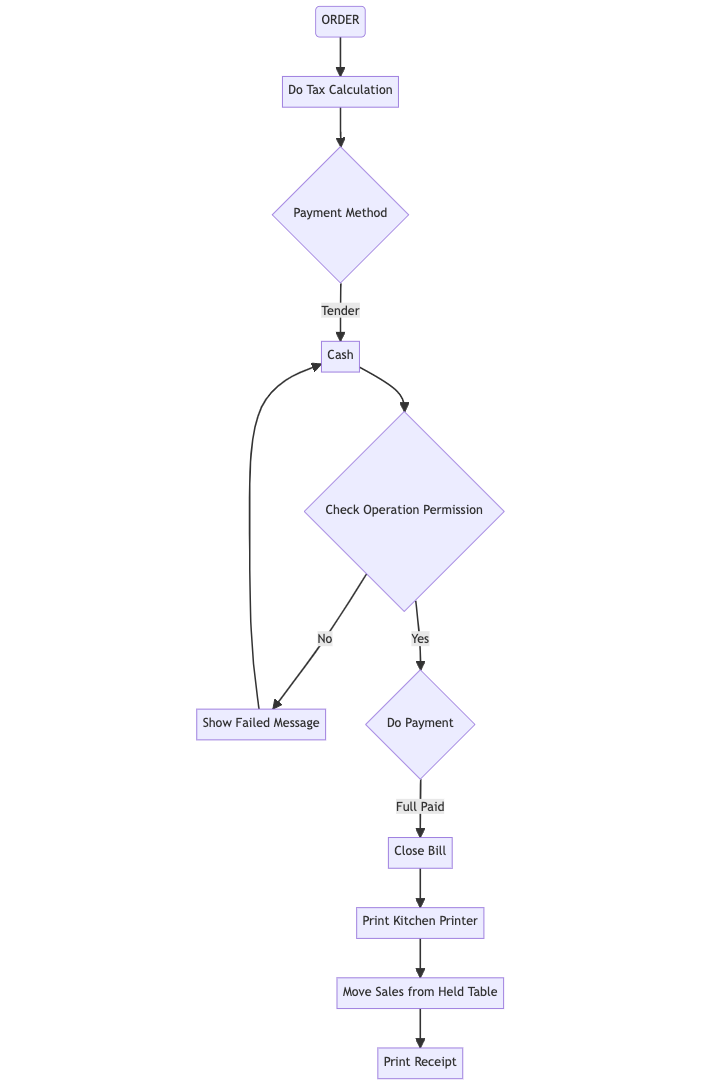 ORDER
Do Tax Calculation
Payment Method
Tender
Cash
Check Operation Permission
No
Yes
Show Failed Message
Do Payment
Full Paid
Close Bill
Print Kitchen Printer
Move Sales from Held Table
Print Receipt